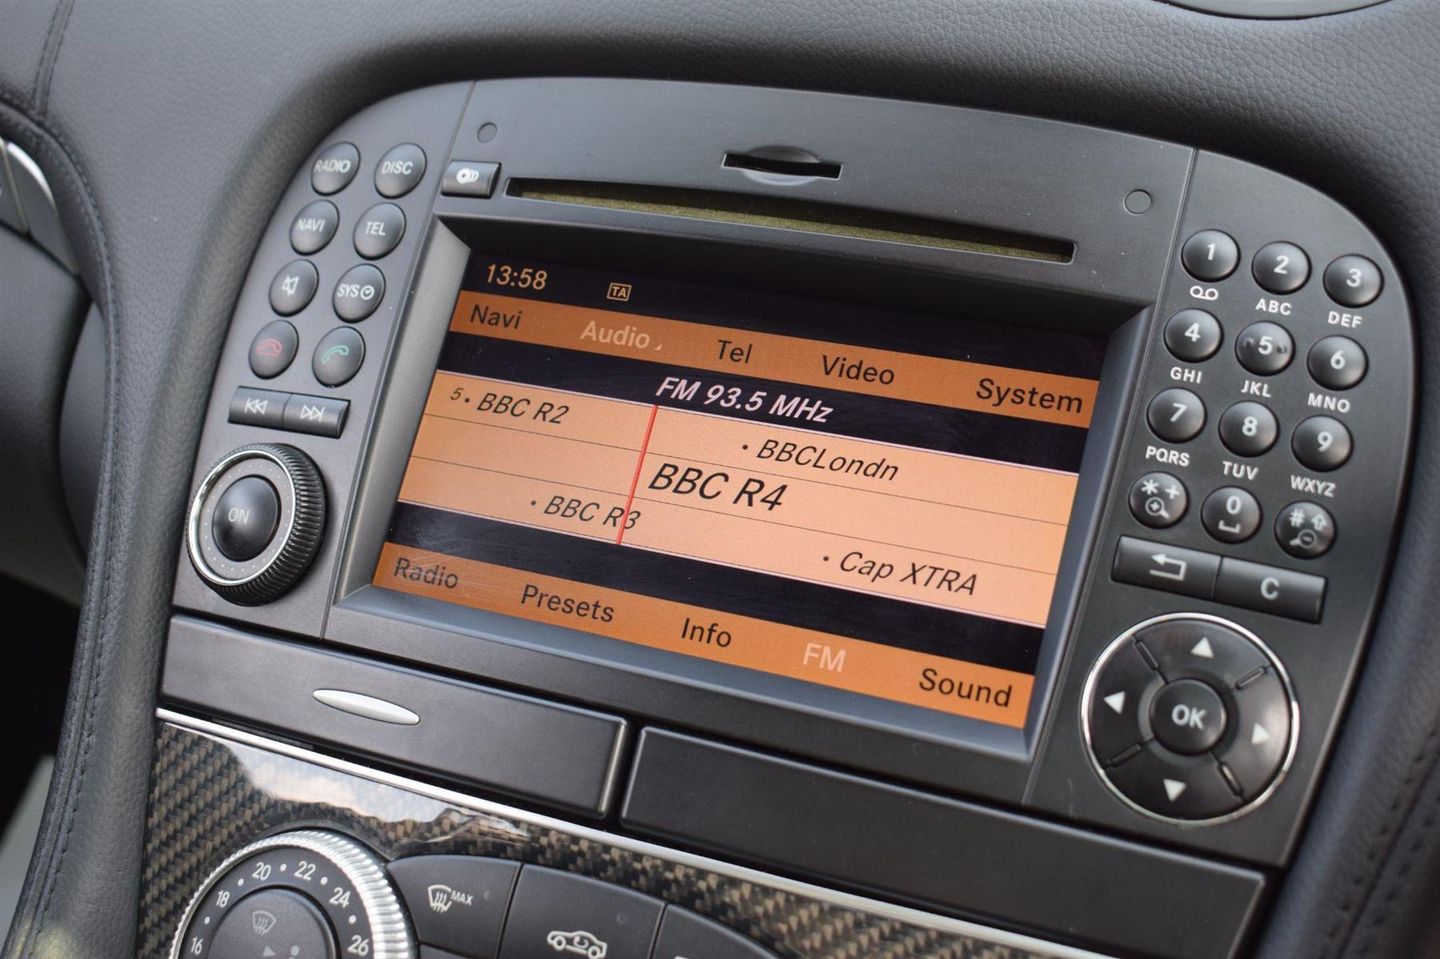 RADIO DISC
NAVI TEL
SYS
ON
13:58 TA
Navi Audio Tel Video System
FM 93.5 MHz
5 • BBC R2
• BBCLondn
BBC R4
• BBC R3
• Cap XTRA
Radio Presets Info FM Sound
1 2 3
ABC DEF
4 5 6
GHI JKL MNO
7 8 9
PQRS TUV WXYZ
* + 0 #
C
OK
16 • 18 • 20 • 22 • 24 • 26
MAX